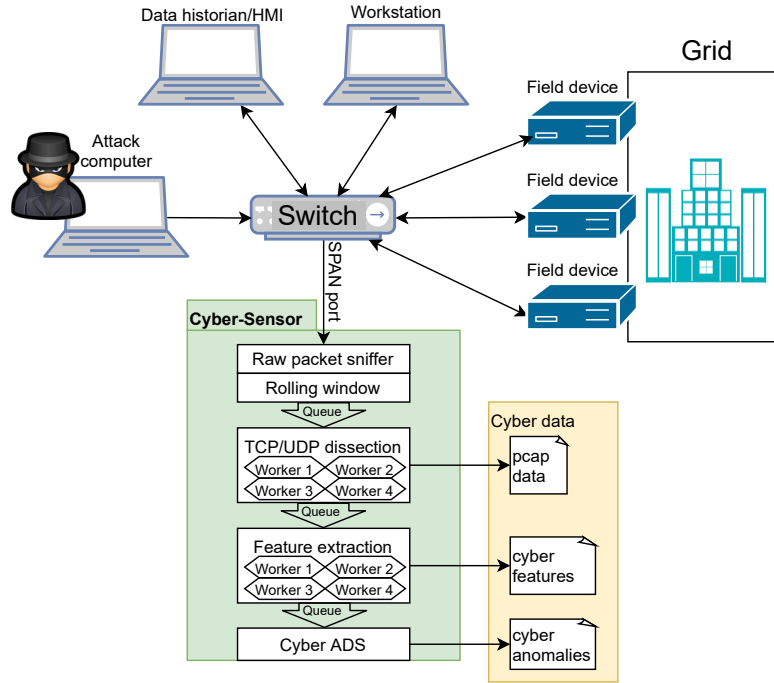 Data historian/HMI
Workstation
Grid
Field device
Attack
computer
Field device
Switch
SPAN port
Field device
Cyber-Sensor
Raw packet sniffer
Rolling window
Queue
Cyber data
TCP/UDP dissection
Worker 1 Worker 2
Worker 3 Worker 4
pcap
data
Queue
Feature extraction
Worker 1 Worker 2
Worker 3 Worker 4
cyber
features
Queue
Cyber ADS
cyber
anomalies